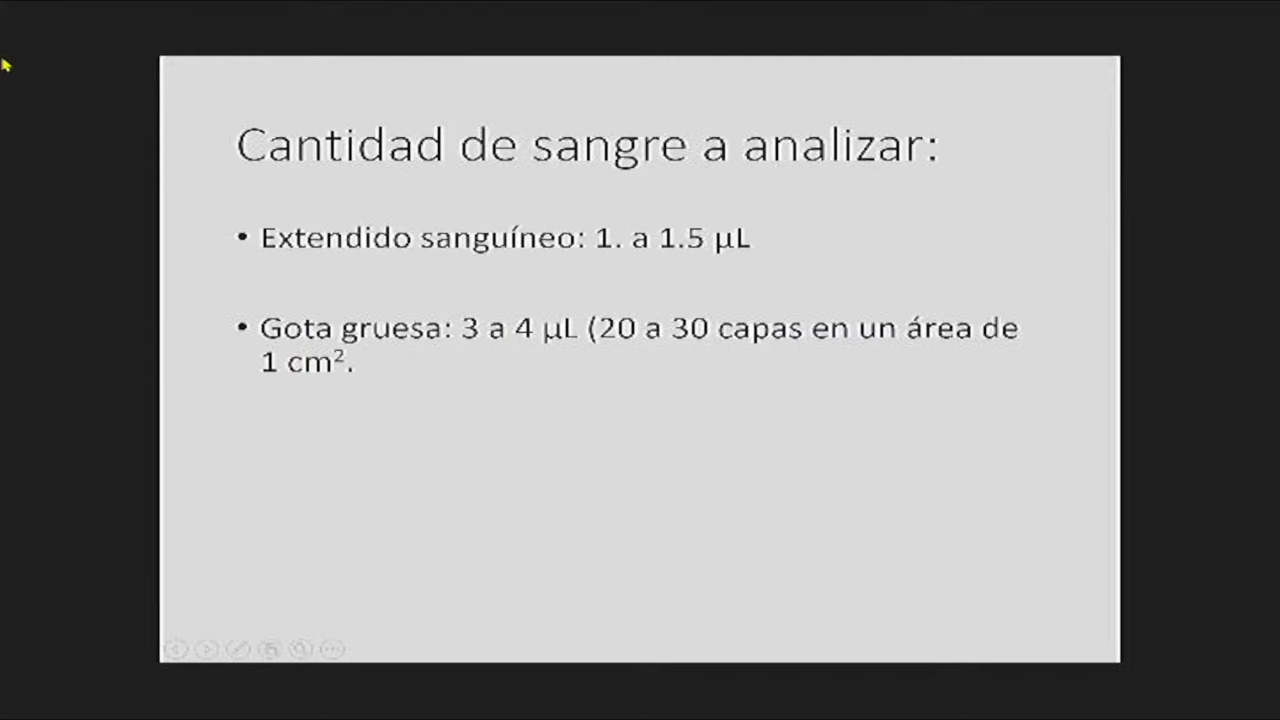 Cantidad de sangre a analizar:
• Extendido sanguíneo: 1. a 1.5 µL
• Gota gruesa: 3 a 4 µL (20 a 30 capas en un área de
1 cm².